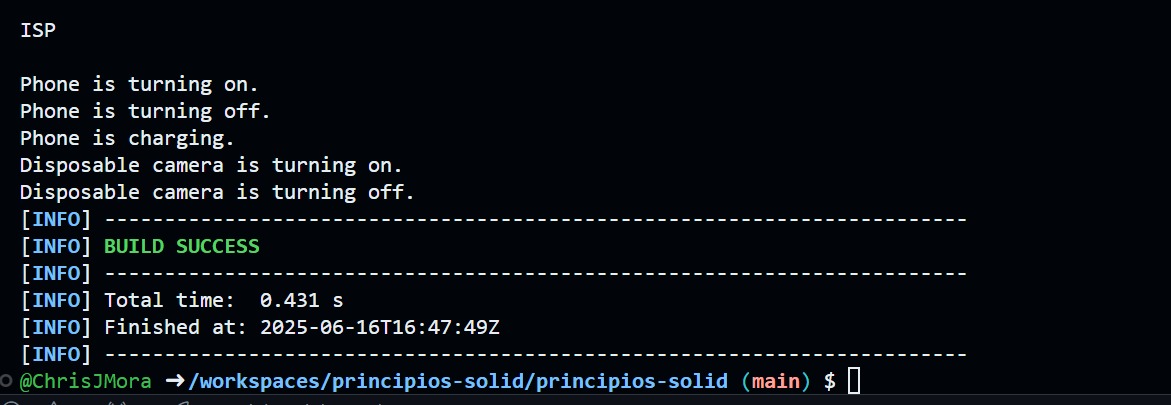 ISP
Phone is turning on.
Phone is turning off.
Phone is charging.
Disposable camera is turning on.
Disposable camera is turning off.
[INFO] ------------------------------------------------------------------------
[INFO] BUILD SUCCESS
[INFO] ------------------------------------------------------------------------
[INFO] Total time:  0.431 s
[INFO] Finished at: 2025-06-16T16:47:49Z
[INFO] ------------------------------------------------------------------------
@ChrisJMora ➜/workspaces/principios-solid/principios-solid (main) $